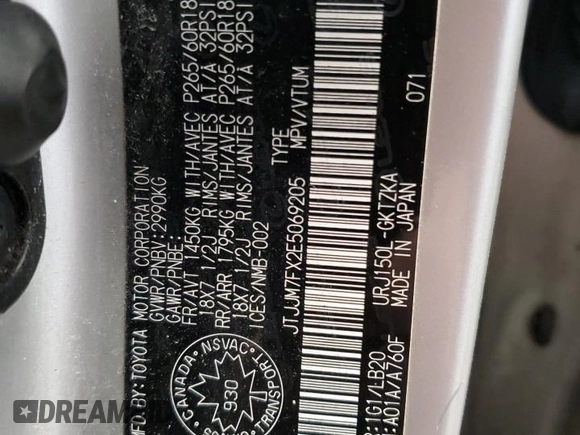 MFD.BY:TOYOTA MOTOR CORPORATION
GVWR/PNBV:2990KG
GAWR/PNBE:
FR/AVT 1450KG WITH/AVEC P265/60R18
18X7 1/2J RIMS/JANTES AT/A 32PSI
RR/ARR 1795KG WITH/AVEC P265/60R18
18X7 1/2J RIMS/JANTES AT/À 32PSI
ICES/NMB-002
JTJJM7FX2E5069205 TYPE
MPV/VTUM
CANADA
NSVAC
930
TRANSPORT
URJ150L-GKTZKA 071
:1G1/LB20 MADE IN JAPAN
:A01A/A760F
DREAM